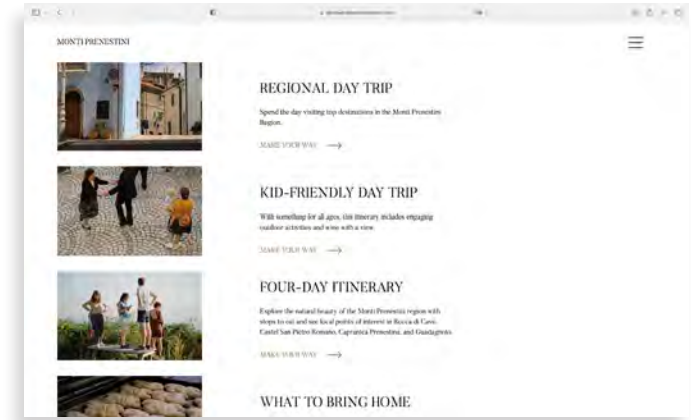 MONTI PRENESTINI
REGIONAL DAY TRIP
Spend the day visiting top destinations in the Monti Prenestini
Region.
MAKE YOUR WAY
KID-FRIENDLY DAY TRIP
With something for all ages, this itinerary includes engaging
outdoor activities and wine with a view.
MAKE YOUR WAY
FOUR-DAY ITINERARY
Explore the natural beauty of the Monti Prenestini region with
stops to eat and see local points of interest in Rocca di Cave,
Castel San Pietro Romano, Capranica Prenestina, and Guadagnolo.
MAKE YOUR WAY
WHAT TO BRING HOME